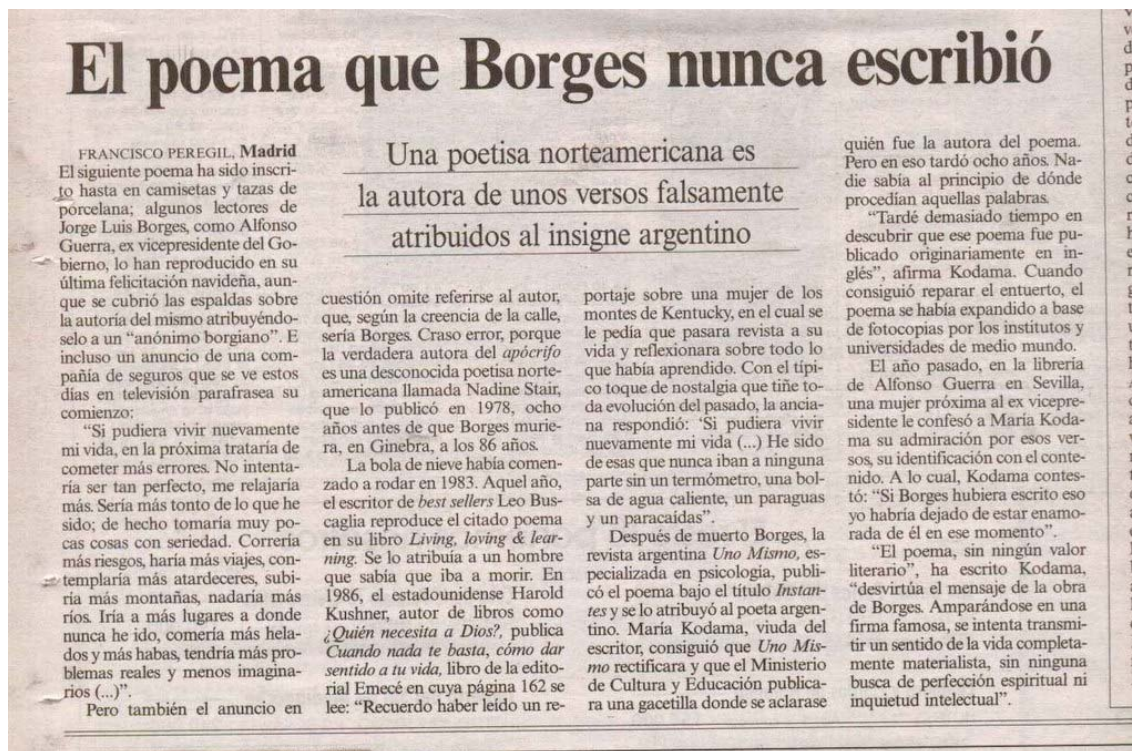 El poema que Borges nunca escribió
FRANCISCO PEREGIL, Madrid
El siguiente poema ha sido inscri-
to hasta en camisetas y tazas de
porcelana; algunos lectores de
Jorge Luis Borges, como Alfonso
Guerra, ex vicepresidente del Go-
bierno, lo han reproducido en su
última felicitación navideña, aun-
que se cubrió las espaldas sobre
la autoría del mismo atribuyéndo-
selo a un “anónimo borgiano”. E
incluso un anuncio de una com-
pañía de seguros que se ve estos
días en televisión parafrasea su
comienzo:
“Si pudiera vivir nuevamente
mi vida, en la próxima trataría de
cometer más errores. No intenta-
ría ser tan perfecto, me relajaría
más. Sería más tonto de lo que he
sido; de hecho tomaría muy po-
cas cosas con seriedad. Correría
más riesgos, haría más viajes, con-
templaría más atardeceres, subi-
ría más montañas, nadaría más
ríos. Iría a más lugares a donde
nunca he ido, comería más hela-
dos y más habas, tendría más pro-
blemas reales y menos imagina-
rios (...)”.
Pero también el anuncio en
Una poetisa norteamericana es
la autora de unos versos falsamente
atribuidos al insigne argentino
cuestión omite referirse al autor,
que, según la creencia de la calle,
sería Borges. Craso error, porque
la verdadera autora del apócrifo
es una desconocida poetisa norte-
americana llamada Nadine Stair,
que lo publicó en 1978, ocho
años antes de que Borges murie-
ra, en Ginebra, a los 86 años.
La bola de nieve había comen-
zado a rodar en 1983. Aquel año,
el escritor de best sellers Leo Bus-
caglia reproduce el citado poema
en su libro Living, loving & lear-
ning. Se lo atribuía a un hombre
que sabía que iba a morir. En
1986, el estadounidense Harold
Kushner, autor de libros como
¿Quién necesita a Dios?, publica
Cuando nada te basta, cómo dar
sentido a tu vida, libro de la edito-
rial Emecé en cuya página 162 se
lee: “Recuerdo haber leído un re-
portaje sobre una mujer de los
montes de Kentucky, en el cual se
le pedía que pasara revista a su
vida y reflexionara sobre todo lo
que había aprendido. Con el típi-
co toque de nostalgia que tiñe to-
da evolución del pasado, la ancia-
na respondió: ‘Si pudiera vivir
nuevamente mi vida (...) He sido
de esas que nunca iban a ninguna
parte sin un termómetro, una bol-
sa de agua caliente, un paraguas
y un paracaídas”.
Después de muerto Borges, la
revista argentina Uno Mismo, es-
pecializada en psicología, publi-
có el poema bajo el título Instan-
tes y se lo atribuyó al poeta argen-
tino. María Kodama, viuda del
escritor, consiguió que Uno Mis-
mo rectificara y que el Ministerio
de Cultura y Educación publica-
ra una gacetilla donde se aclarase
quién fue la autora del poema.
Pero en eso tardó ocho años. Na-
die sabía al principio de dónde
procedían aquellas palabras.
“Tardé demasiado tiempo en
descubrir que ese poema fue pu-
blicado originariamente en in-
glés”, afirma Kodama. Cuando
consiguió reparar el entuerto, el
poema se había expandido a base
de fotocopias por los institutos y
universidades de medio mundo.
El año pasado, en la librería
de Alfonso Guerra en Sevilla,
una mujer próxima al ex vicepre-
sidente le confesó a María Koda-
ma su admiración por esos ver-
sos, su identificación con el conte-
nido. A lo cual, Kodama contes-
tó: “Si Borges hubiera escrito eso
yo habría dejado de estar enamo-
rada de él en ese momento”.
“El poema, sin ningún valor
literario”, ha escrito Kodama,
“desvirtúa el mensaje de la obra
de Borges. Amparándose en una
firma famosa, se intenta transmi-
tir un sentido de la vida completa-
mente materialista, sin ninguna
busca de perfección espiritual ni
inquietud intelectual”.